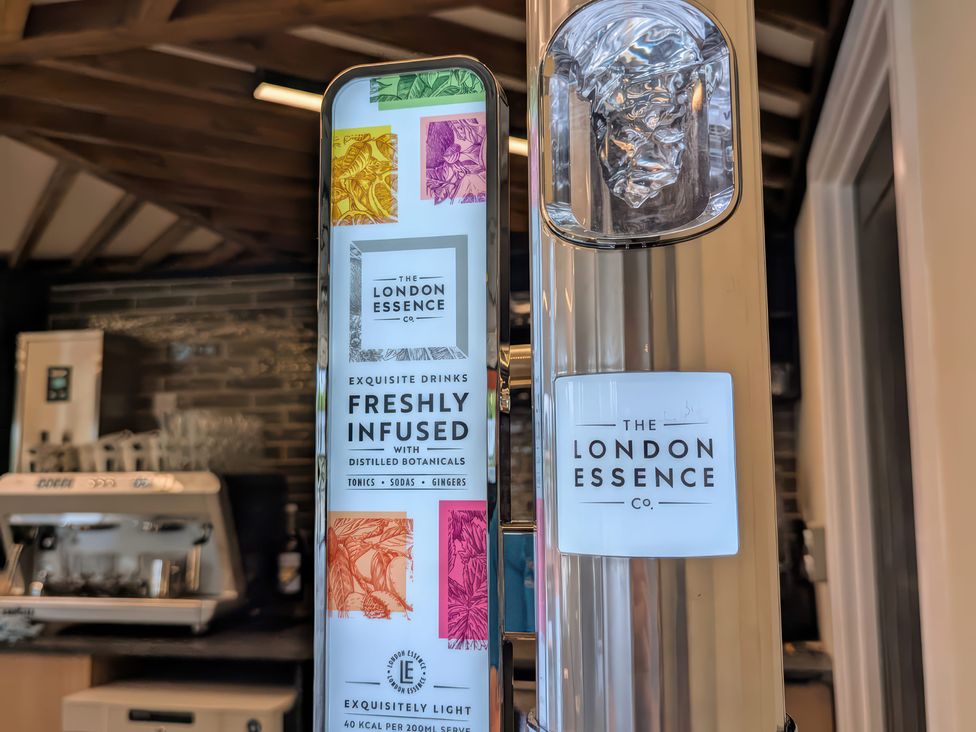 THE
LONDON
ESSENCE
Co.
EXQUISITE DRINKS
FRESHLY
INFUSED
WITH
DISTILLED BOTANICALS
TONICS • SODAS • GINGERS
LONDON ESSENCE
LE
LONDON ESSENCE
EXQUISITELY LIGHT
40 KCAL PER 200ML SERVE
THE
LONDON
ESSENCE
Co.